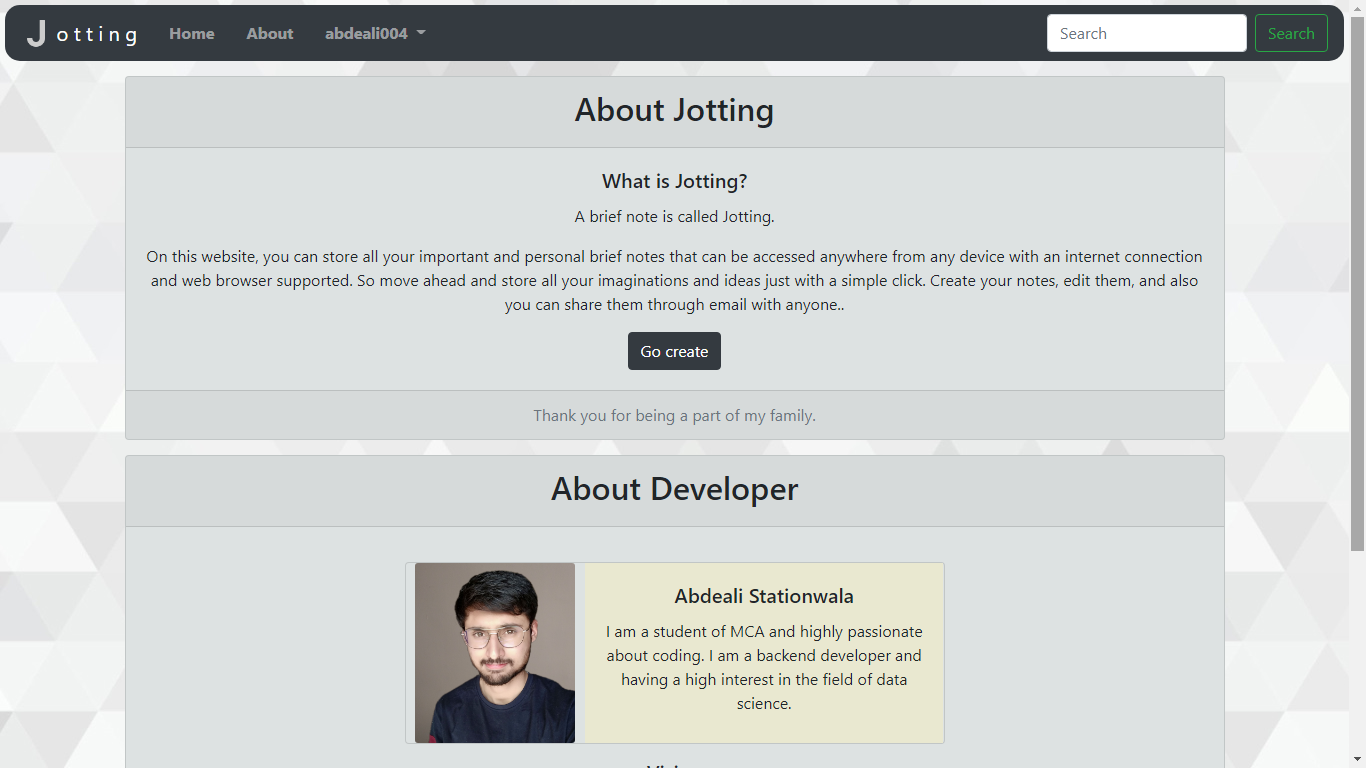 Jotting Home About abdeali004 Search Search
About Jotting
What is Jotting?
A brief note is called Jotting.
On this website, you can store all your important and personal brief notes that can be accessed anywhere from any device with an internet connection
and web browser supported. So move ahead and store all your imaginations and ideas just with a simple click. Create your notes, edit them, and also
you can share them through email with anyone..
Go create
Thank you for being a part of my family.
About Developer
Abdeali Stationwala
I am a student of MCA and highly passionate
about coding. I am a backend developer and
having a high interest in the field of data
science.